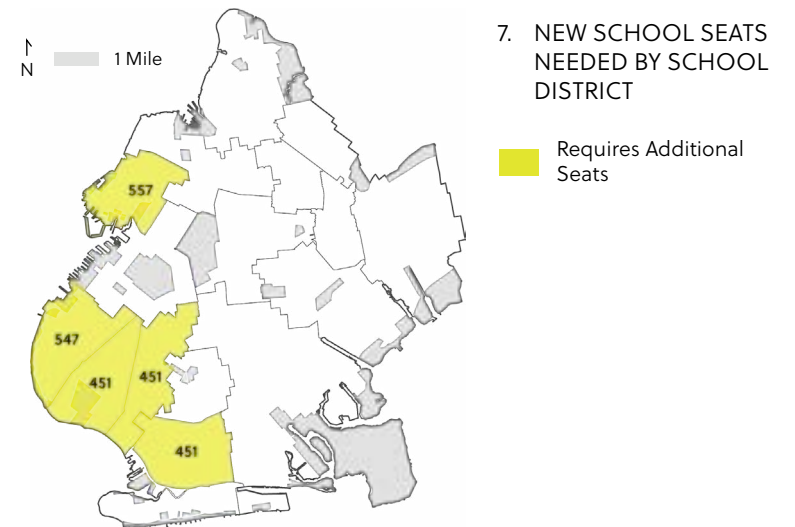 7. NEW SCHOOL SEATS
NEEDED BY SCHOOL
DISTRICT
N
1 Mile
Requires Additional
Seats
557
547
451
451
451